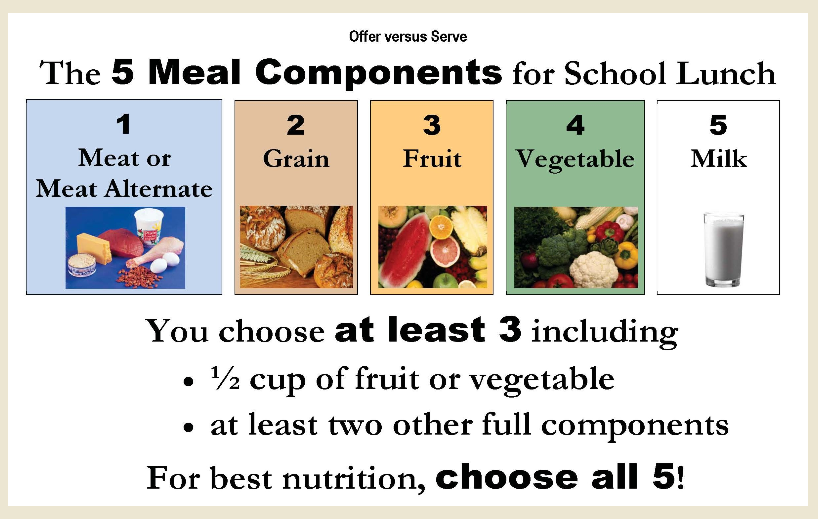 Offer versus Serve
The 5 Meal Components for School Lunch
1
Meat or
Meat Alternate
2
Grain
3
Fruit
4
Vegetable
5
Milk
You choose at least 3 including
• ½ cup of fruit or vegetable
• at least two other full components
For best nutrition, choose all 5!